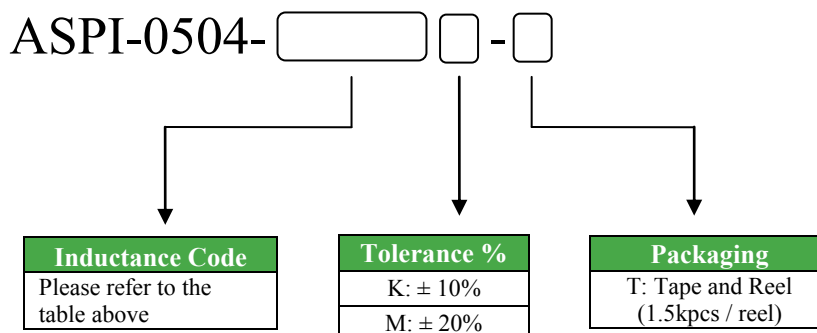 ASPI-0504- -
Inductance Code
Please refer to the
table above
Tolerance %
K: ± 10%
M: ± 20%
Packaging
T: Tape and Reel
(1.5kpcs / reel)